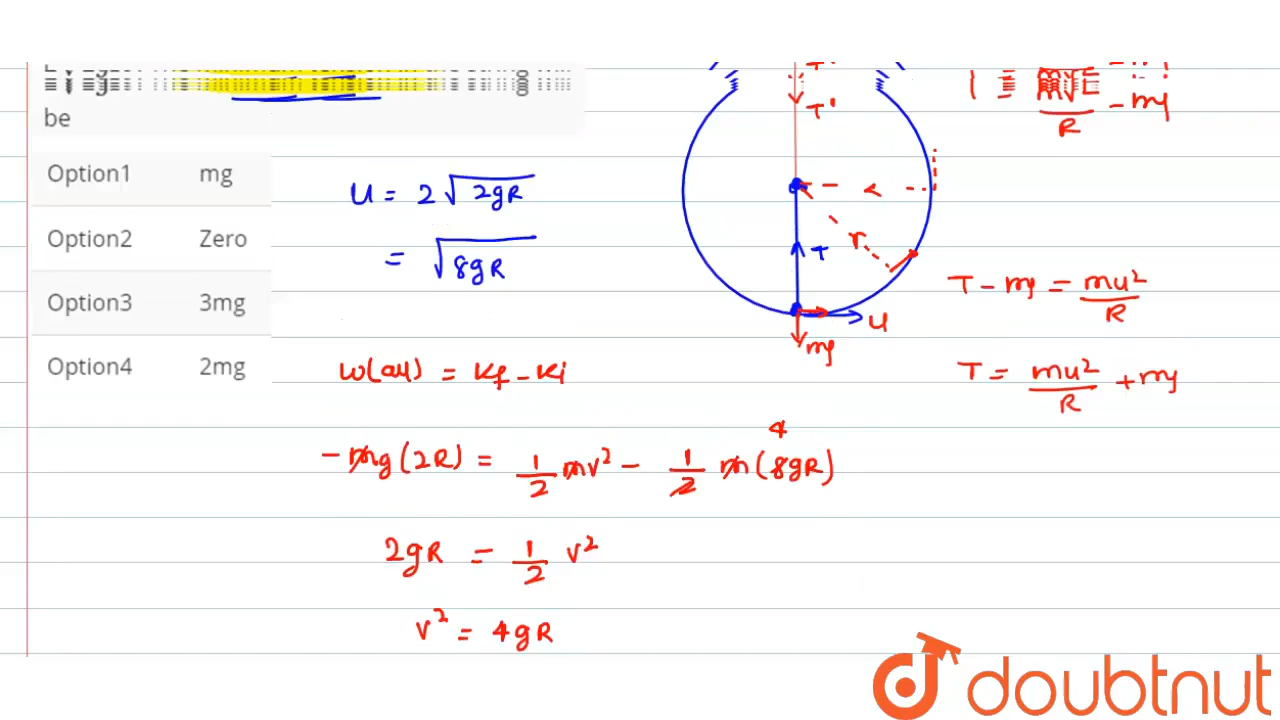 be
Option1 mg
Option2 Zero
Option3 3mg
Option4 2mg
u = 2√2gR
= √8gR
W(all) = Kf - Ki
-mg(2R) = 1/2 mv² - 1/2 m(8gR)
4
2gR = 1/2 v²
v² = 4gR
T'
r
T
u
mg
R - mg
T - mg = mu²/R
T = mu²/R + mg
doubtnut